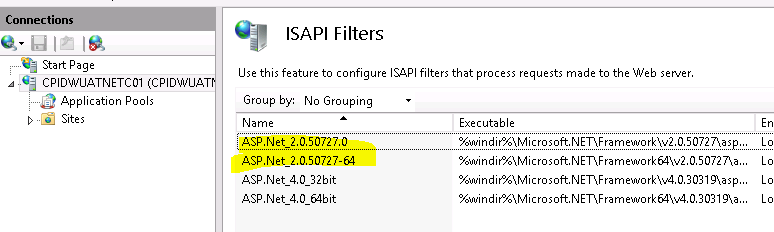 Connections
Start Page
CPIDWUATNETC01 (CPIDWUATN
Application Pools
Sites
ISAPI Filters
Use this feature to configure ISAPI filters that process requests made to the Web server.
Group by: No Grouping
Name Executable En
ASP.Net_2.0.50727.0 %windir%\Microsoft.NET\Framework\v2.0.50727\asp... Lo
ASP.Net_2.0.50727-64 %windir%\Microsoft.NET\Framework64\v2.0.50727\a... Lo
ASP.Net_4.0_32bit %windir%\Microsoft.NET\Framework\v4.0.30319\asp... Lo
ASP.Net_4.0_64bit %windir%\Microsoft.NET\Framework64\v4.0.30319\a... Lo